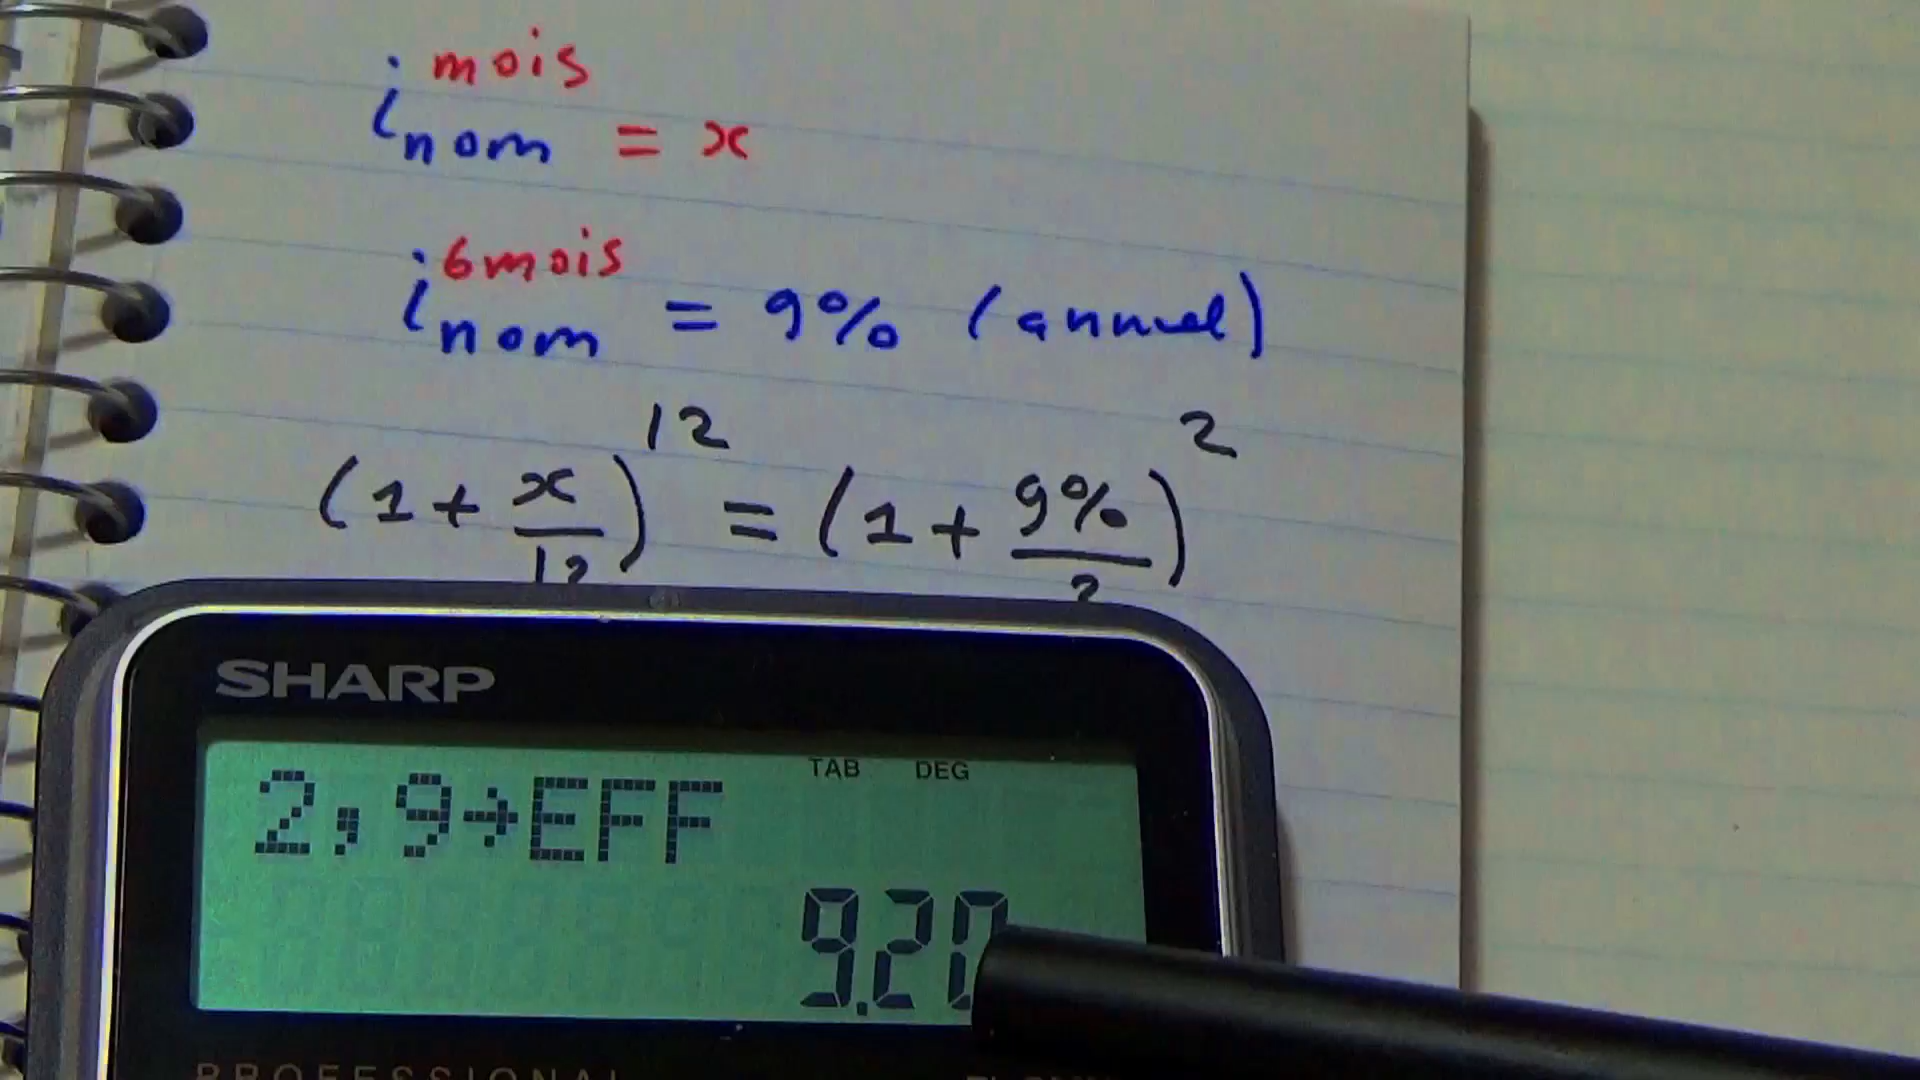 i mois nom = x
i 6mois nom = 9% (annuel)
(1 + x/12)^12 = (1 + 9%/2)^2
SHARP
TAB DEG
2,9→EFF
9.20
PROFESSIONAL